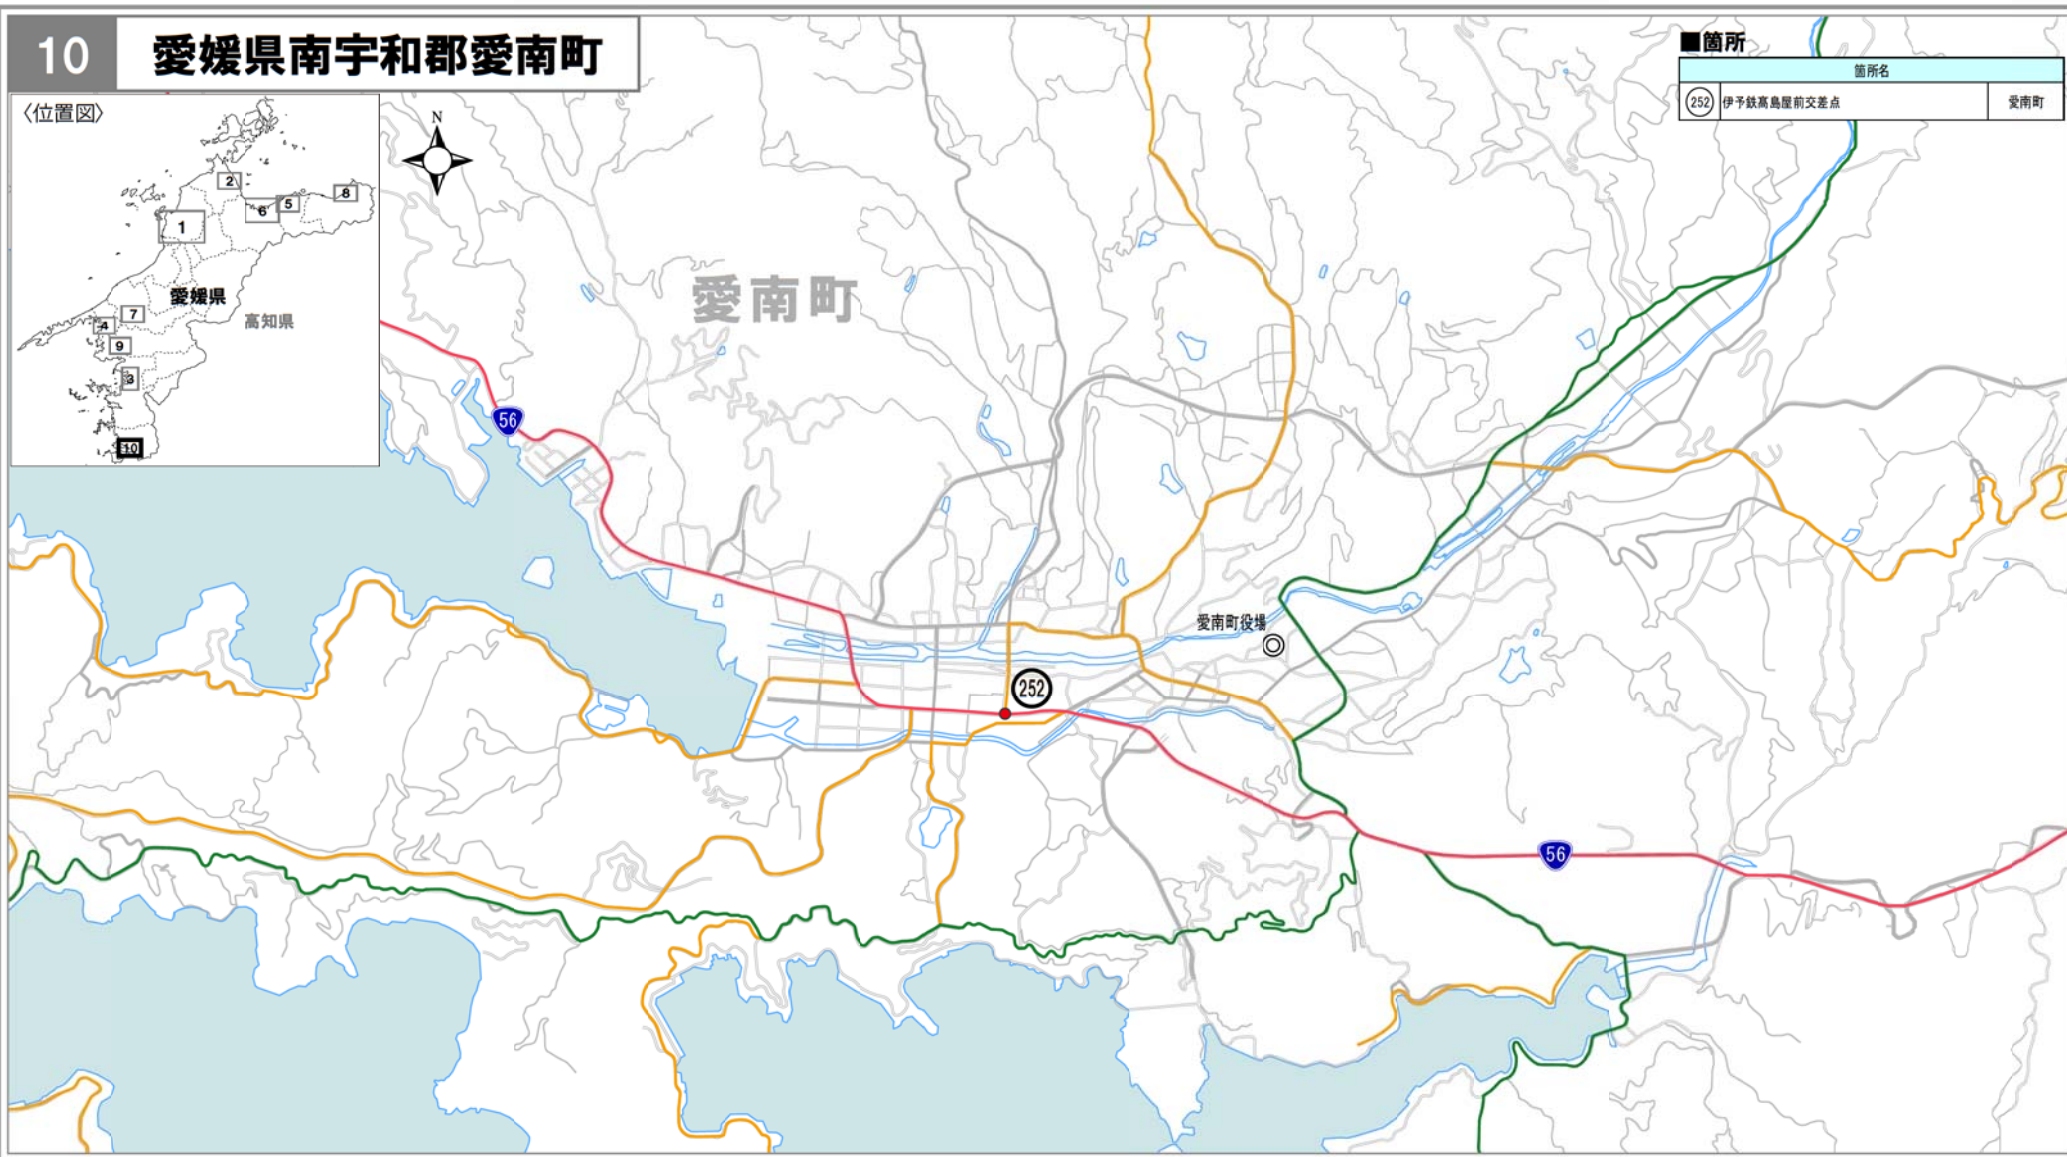 10 愛媛県南宇和郡愛南町
〈位置図〉
2
8
5
6
1
愛媛県
高知県
7
4
9
3
10
N
■箇所
箇所名
252 伊予鉄髙島屋前交差点 愛南町
愛南町
56
愛南町役場
252
56